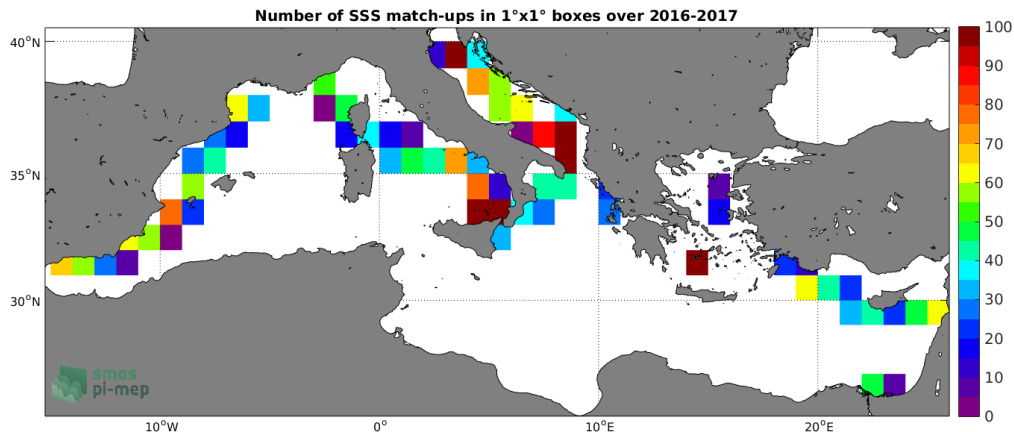 Number of SSS match-ups in 1°x1° boxes over 2016-2017
40°N
35°N
30°N
10°W
0°C
10°E
20°E
100
90
80
70
60
50
40
30
20
10
0
smos
pi-mep